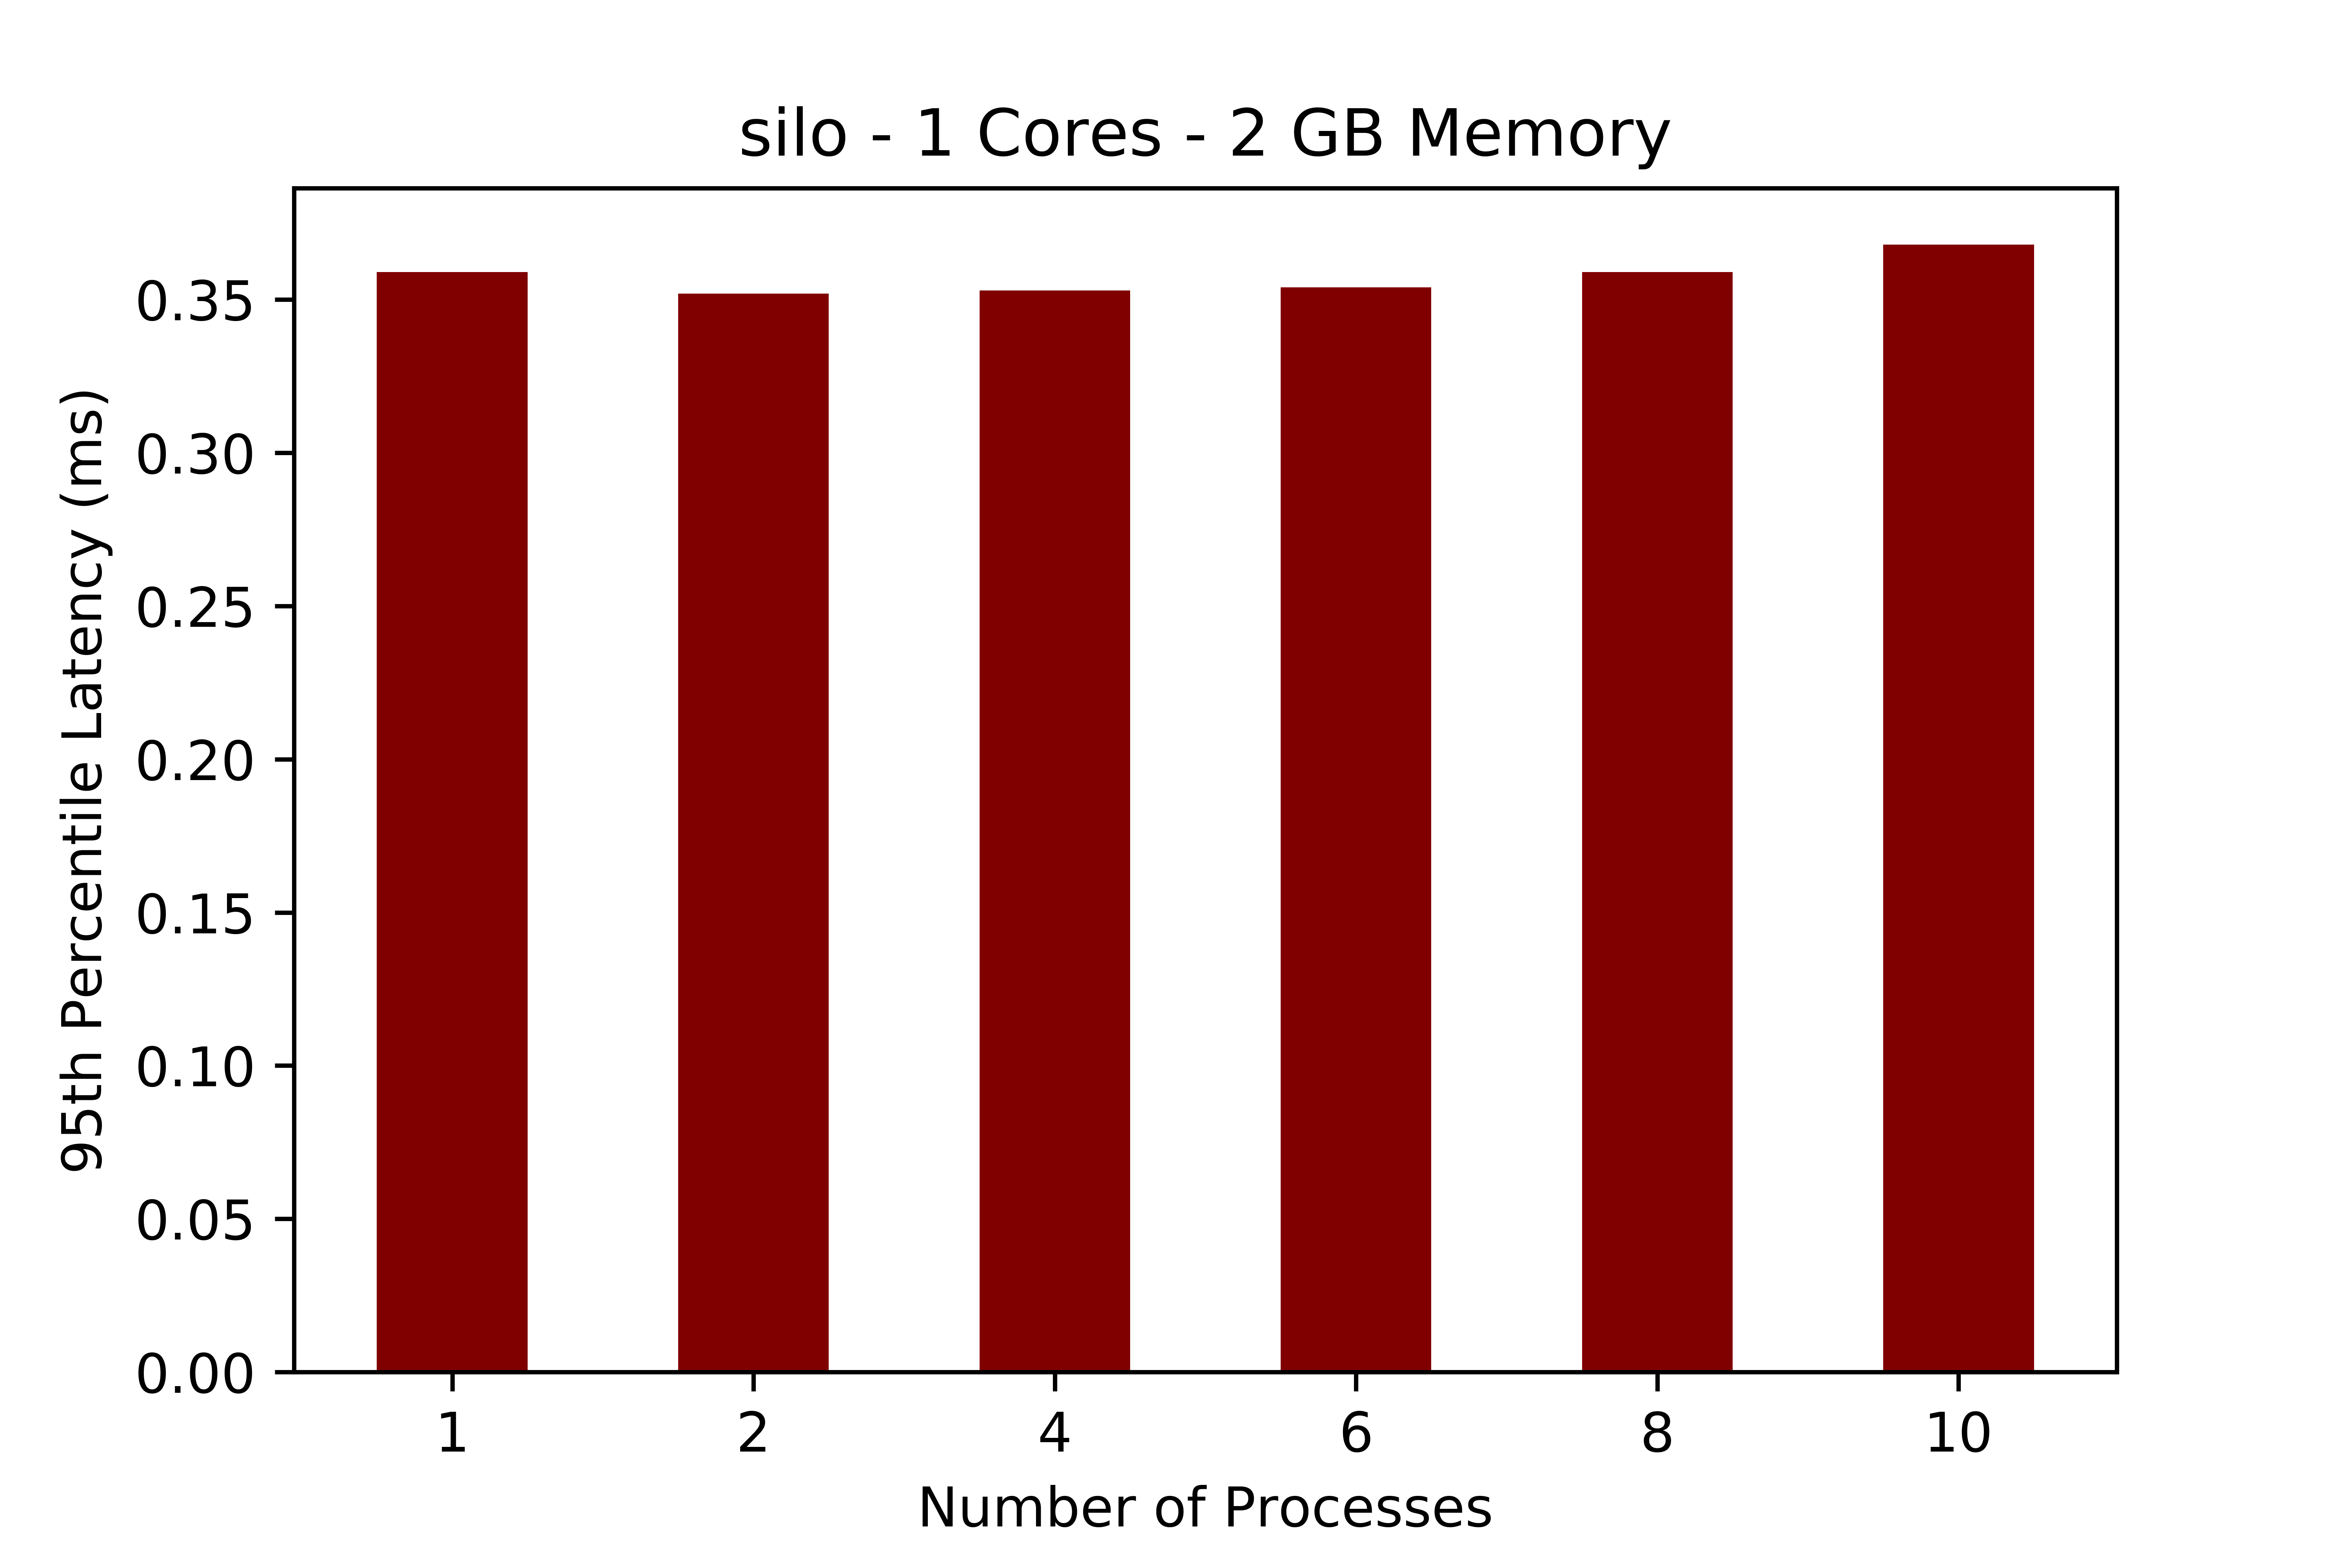 silo - 1 Cores - 2 GB Memory
95th Percentile Latency (ms)
0.35
0.30
0.25
0.20
0.15
0.10
0.05
0.00
1 2 4 6 8 10
Number of Processes